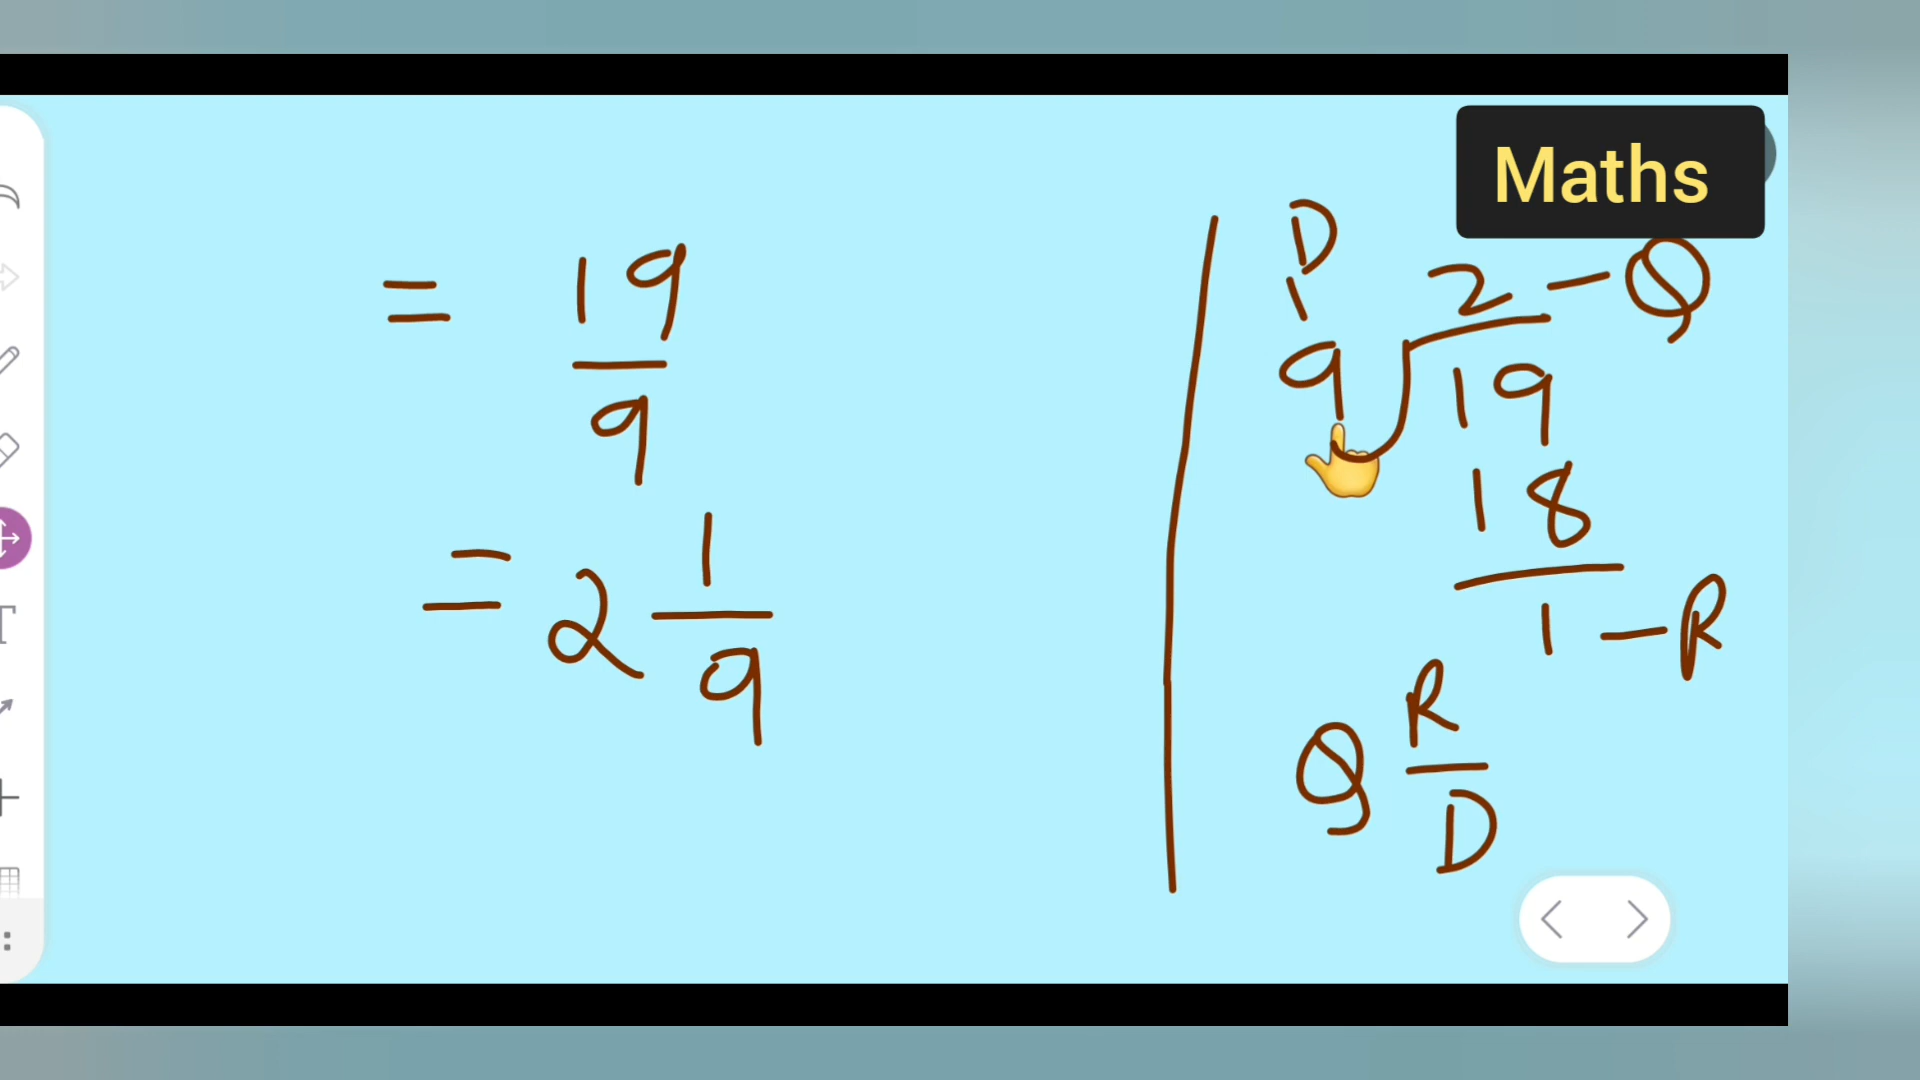 Maths
= 19/9
= 2 1/9
D
2 - Q
9 ) 19
18
1 - R
Q R/D